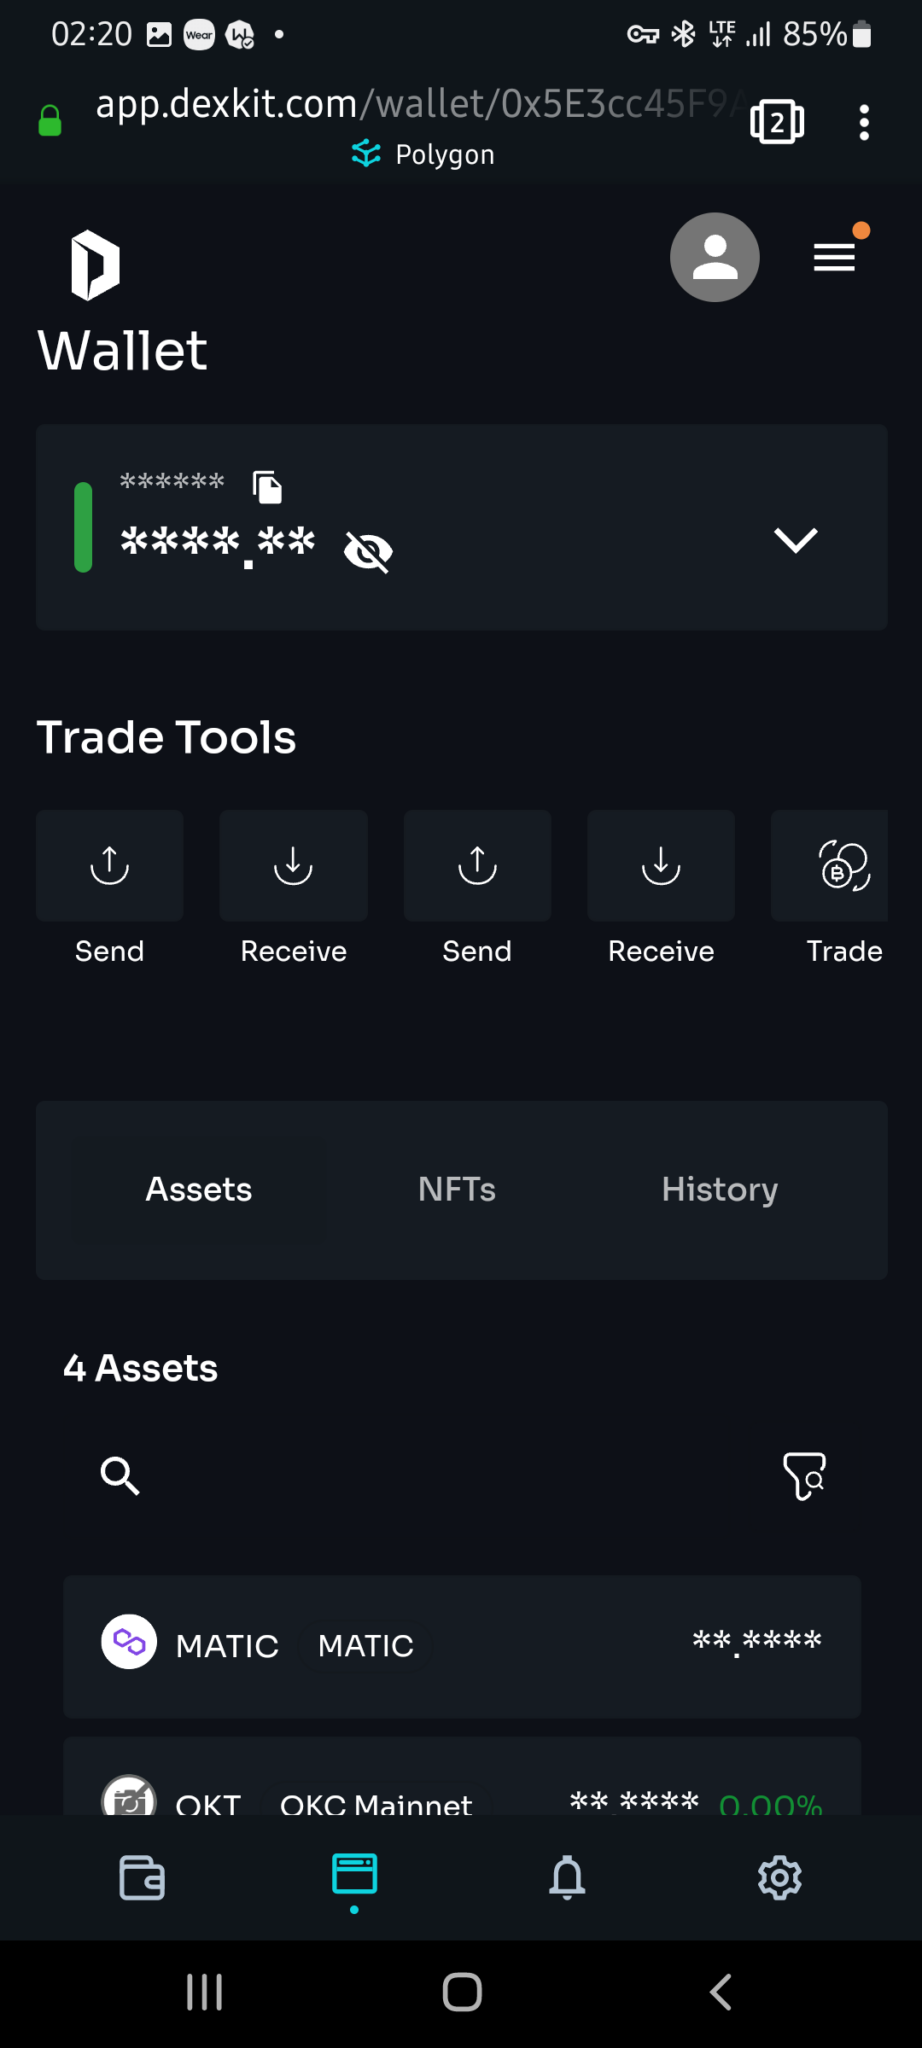 02:20 Wear LTE 85%
app.dexkit.com/wallet/0x5E3cc45F9A
2
Polygon
Wallet
******
****.**
Trade Tools
Send Receive Send Receive Trade
Assets NFTs History
4 Assets
MATIC MATIC **.****
OKT OKC Mainnet **.**** 0.00%